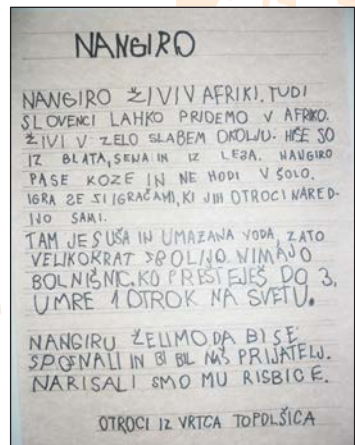 NANGIRO
NANGIRO ŽIVI V AFRIKI. TUDI
SLOVENCI LAHKO PRIDEMO V AFRIKO.
ŽIVI V ZELO SLABEM OKOLJU. HIŠE SO
IZ BLATA, SENA IN IZ LESA. NANGIRO
PASE KOZE IN NE HODI V ŠOLO.
IGRA SE Z IGRAČAMI, KI JIH OTROCI NARED-
IJO SAMI.
TAM JE SUŠA IN UMAZANA VODA, ZATO
VELIKOKRAT ZBOLIJO. NIMAJO
BOLNIŠNIC. KO PREŠTEJEŠ DO 3,
UMRE 1 OTROK NA SVETU.
NANGIRU ŽELIMO DA BI SE
SPOZNALI IN BI BIL NAŠ PRIJATELJ.
NARISALI SMO MU RISBICE.
OTROCI IZ VRTCA TOPOLŠICA